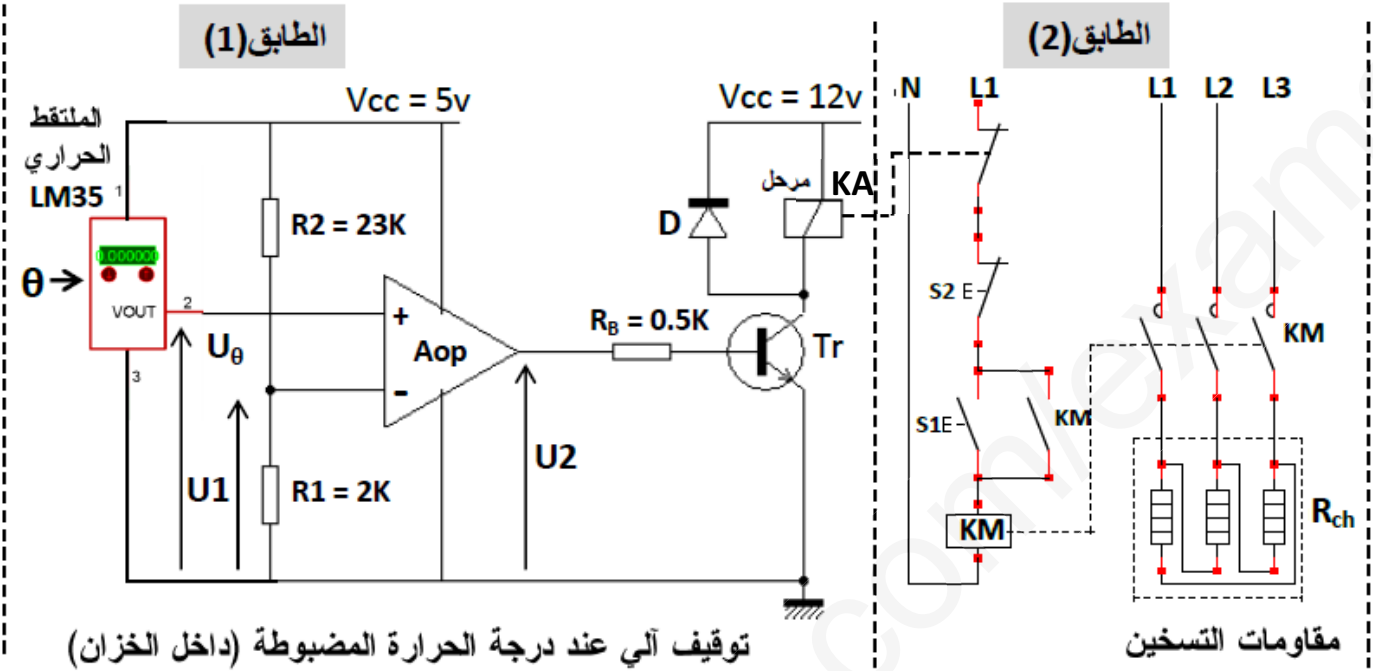 الطابق(1)
الطابق(2)
Vcc = 5v
Vcc = 12v
N
L1
L1
L2
L3
الملتقط
الحراري
LM35
1
مرحل
KA
R2 = 23K
D
θ
VOUT
2
S2 E
+
Aop
-
RB = 0.5K
Tr
KM
Uθ
3
S1E
KM
U1
R1 = 2K
U2
KM
Rch
توقيف آلي عند درجة الحرارة المضبوطة (داخل الخزان)
مقاومات التسخين
com/exam